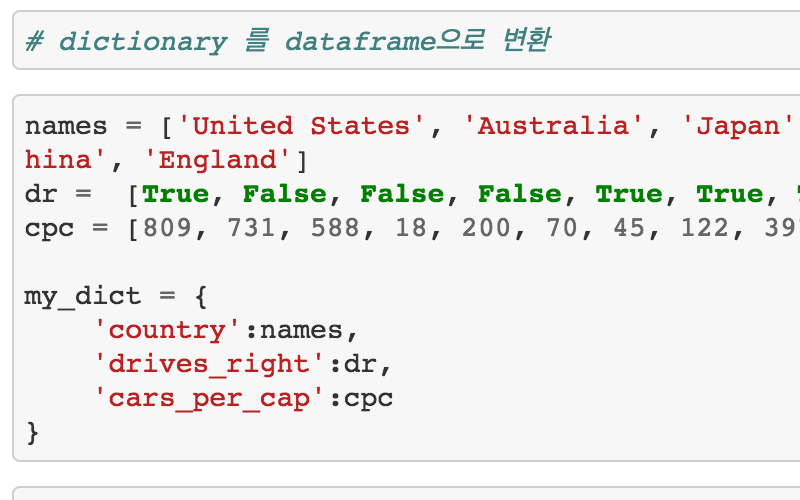 # dictionary 를 dataframe으로 변환
names = ['United States', 'Australia', 'Japan'
hina', 'England']
dr =  [True, False, False, False, True, True,
cpc = [809, 731, 588, 18, 200, 70, 45, 122, 39
my_dict = {
    'country':names,
    'drives_right':dr,
    'cars_per_cap':cpc
}